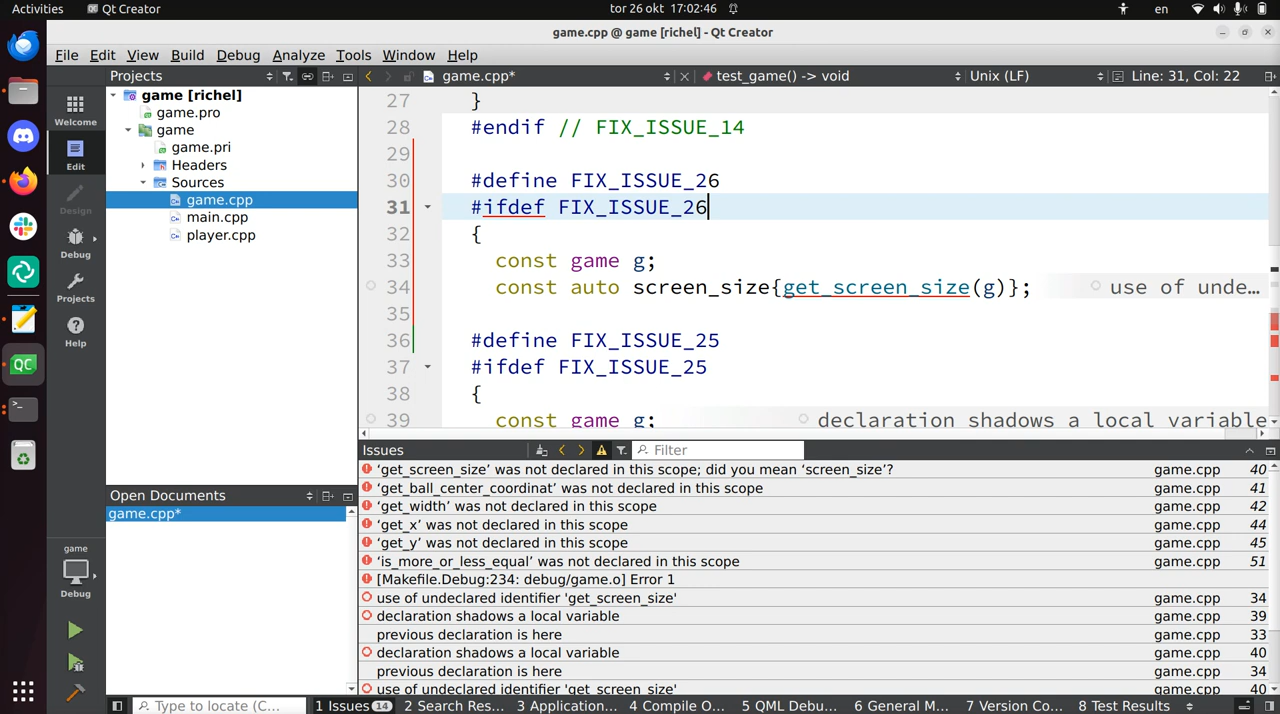 Activities Qt Creator tor 26 okt 17:02:46 en
game.cpp @ game [richel] - Qt Creator
File Edit View Build Debug Analyze Tools Window Help
Projects game.cpp* test_game() -> void Unix (LF) Line: 31, Col: 22
Welcome
Edit
Design
Debug
Projects
Help
game
Debug
game [richel]
game.pro
game
game.pri
Headers
Sources
game.cpp
main.cpp
player.cpp
Open Documents
game.cpp*
27 }
28 #endif // FIX_ISSUE_14
29
30 #define FIX_ISSUE_26
31 #ifdef FIX_ISSUE_26
32 {
33 const game g;
34 const auto screen_size{get_screen_size(g)}; use of unde…
35
36 #define FIX_ISSUE_25
37 #ifdef FIX_ISSUE_25
38 {
39 const game g; declaration shadows a local variable
Issues Filter
‘get_screen_size’ was not declared in this scope; did you mean ‘screen_size’? game.cpp 40
‘get_ball_center_coordinat’ was not declared in this scope game.cpp 41
‘get_width’ was not declared in this scope game.cpp 42
‘get_x’ was not declared in this scope game.cpp 44
‘get_y’ was not declared in this scope game.cpp 45
‘is_more_or_less_equal’ was not declared in this scope game.cpp 51
[Makefile.Debug:234: debug/game.o] Error 1
use of undeclared identifier 'get_screen_size' game.cpp 34
declaration shadows a local variable game.cpp 39
previous declaration is here game.cpp 33
declaration shadows a local variable game.cpp 40
previous declaration is here game.cpp 34
use of undeclared identifier 'get_screen_size' game.cpp 40
Type to locate (C... 1 Issues 14 2 Search Res... 3 Application... 4 Compile O... 5 QML Debu... 6 General M... 7 Version Co... 8 Test Results
QC